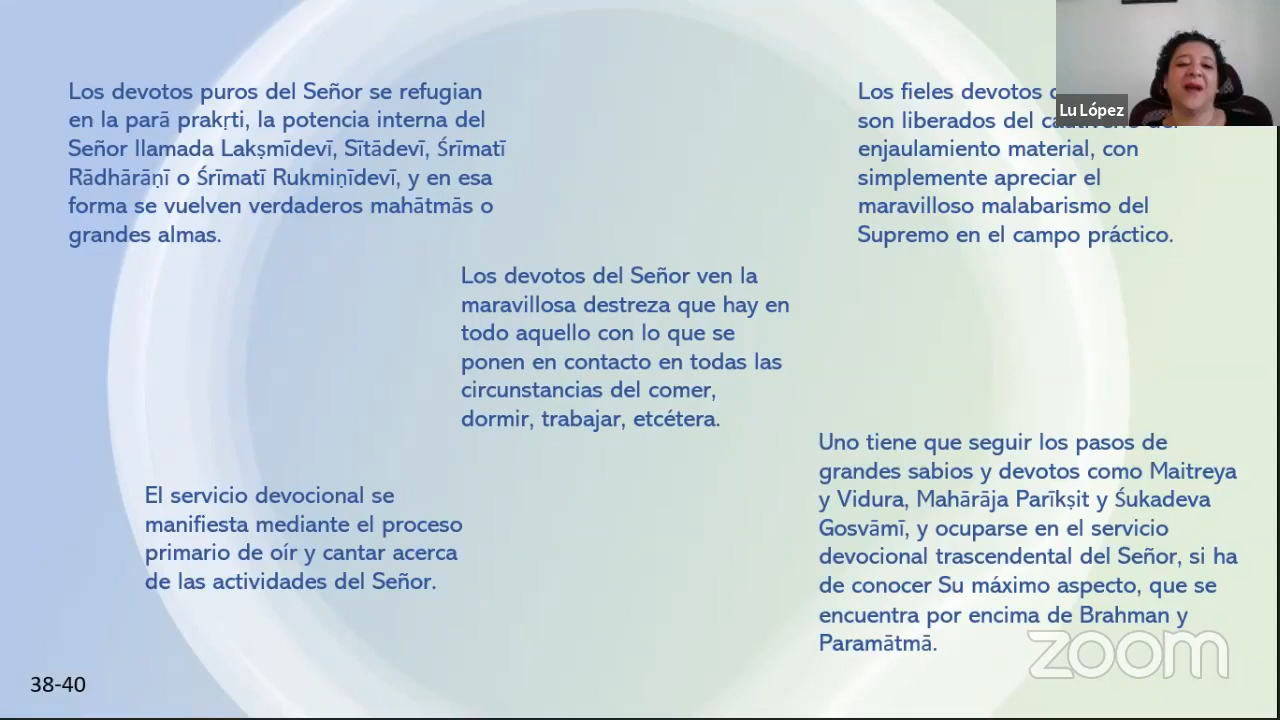 Los devotos puros del Señor se refugian
en la parā prakṛti, la potencia interna del
Señor llamada Lakṣmīdevī, Sītādevī, Śrīmatī
Rādhārāṇī o Śrīmatī Rukmiṇīdevī, y en esa
forma se vuelven verdaderos mahātmās o
grandes almas.
Los fieles devotos
son liberados del
enjaulamiento material, con
simplemente apreciar el
maravilloso malabarismo del
Supremo en el campo práctico.
Lu López
Los devotos del Señor ven la
maravillosa destreza que hay en
todo aquello con lo que se
ponen en contacto en todas las
circunstancias del comer,
dormir, trabajar, etcétera.
El servicio devocional se
manifiesta mediante el proceso
primario de oír y cantar acerca
de las actividades del Señor.
Uno tiene que seguir los pasos de
grandes sabios y devotos como Maitreya
y Vidura, Mahārāja Parīkṣit y Śukadeva
Gosvāmī, y ocuparse en el servicio
devocional trascendental del Señor, si ha
de conocer Su máximo aspecto, que se
encuentra por encima de Brahman y
Paramātmā.
zoom
38-40